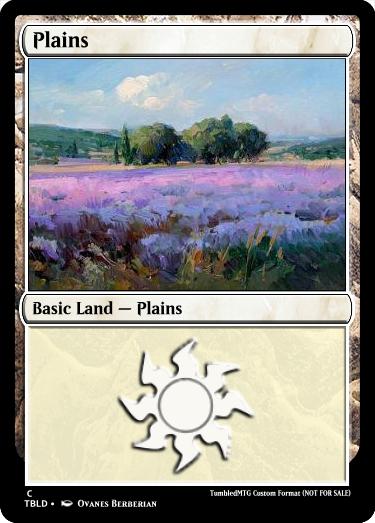 Plains
Basic Land — Plains
C
TBLD • Ovanes Berberian
TumbledMTG Custom Format (NOT FOR SALE)